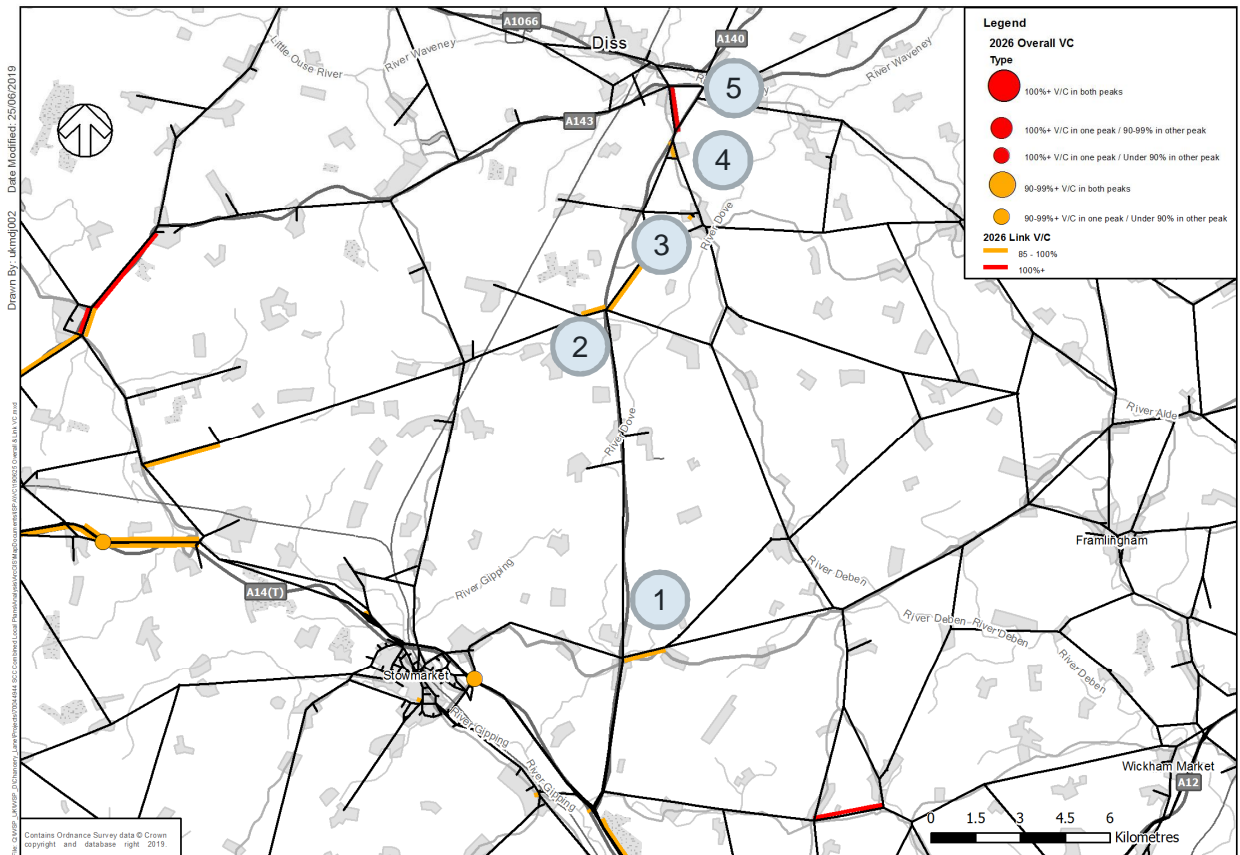 A1066
Diss
A140
Little Ouse River
River Waveney
River Waveney
5
A143
4
River Dove
3
2
River Dove
River Alde
Framlingham
River Gipping
River Deben
A14(T)
1
River Deben
River Deben
River Deben
Stowmarket
River Gipping
River Gipping
Wickham Market
A12
Legend
2026 Overall VC
Type
100%+ V/C in both peaks
100%+ V/C in one peak / 90-99% in other peak
100%+ V/C in one peak / Under 90% in other peak
90-99%+ V/C in both peaks
90-99%+ V/C in one peak / Under 90% in other peak
2026 Link V/C
85 - 100%
100%+
0 1.5 3 4.5 6
Kilometres
Contains Ordnance Survey data © Crown
copyright and database right 2019.
Drawn By: ukmdj002 Date Modified: 25/06/2019